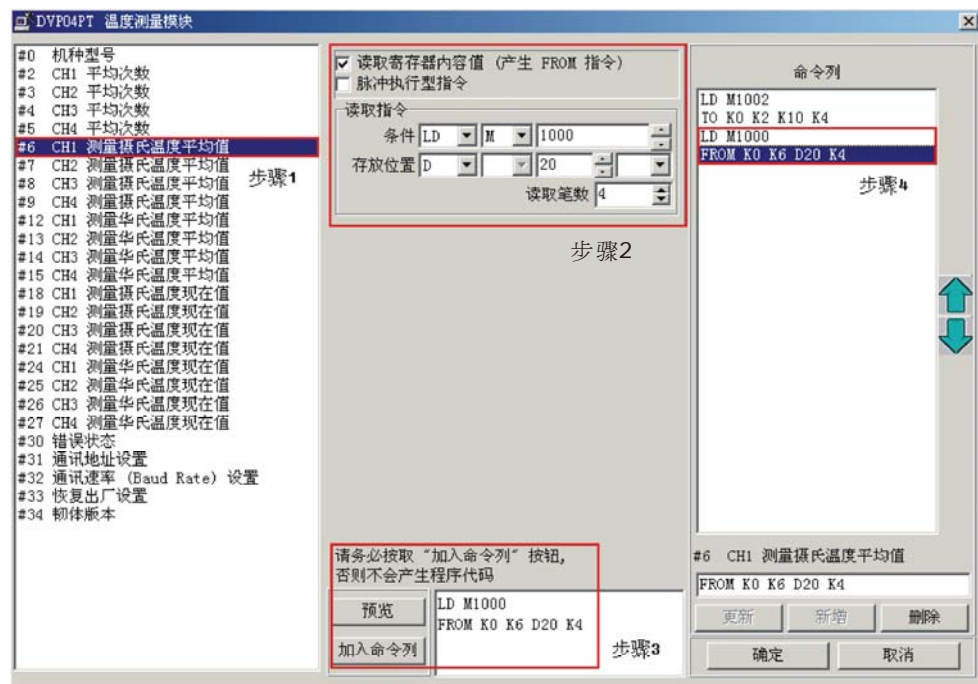 DVP04PT 温度测量模块
#0 机种型号
#2 CH1 平均次数
#3 CH2 平均次数
#4 CH3 平均次数
#5 CH4 平均次数
#6 CH1 测量摄氏温度平均值
#7 CH2 测量摄氏温度平均值
#8 CH3 测量摄氏温度平均值
#9 CH4 测量摄氏温度平均值
#12 CH1 测量华氏温度平均值
#13 CH2 测量华氏温度平均值
#14 CH3 测量华氏温度平均值
#15 CH4 测量华氏温度平均值
#18 CH1 测量摄氏温度现在值
#19 CH2 测量摄氏温度现在值
#20 CH3 测量摄氏温度现在值
#21 CH4 测量摄氏温度现在值
#24 CH1 测量华氏温度现在值
#25 CH2 测量华氏温度现在值
#26 CH3 测量华氏温度现在值
#27 CH4 测量华氏温度现在值
#30 错误状态
#31 通讯地址设置
#32 通讯速率 (Baud Rate) 设置
#33 恢复出厂设置
#34 韧体版本
步骤1
读取寄存器内容值 (产生 FROM 指令)
脉冲执行型指令
读取指令
条件 LD M 1000
存放位置 D 20
读取笔数 4
步骤2
请务必按取 “加入命令列” 按钮,
否则不会产生程序代码
预览
加入命令列
LD M1000
FROM K0 K6 D20 K4
步骤3
命令列
LD M1002
TO K0 K2 K10 K4
LD M1000
FROM K0 K6 D20 K4
步骤4
#6 CH1 测量摄氏温度平均值
FROM K0 K6 D20 K4
更新 新增 删除
确定 取消